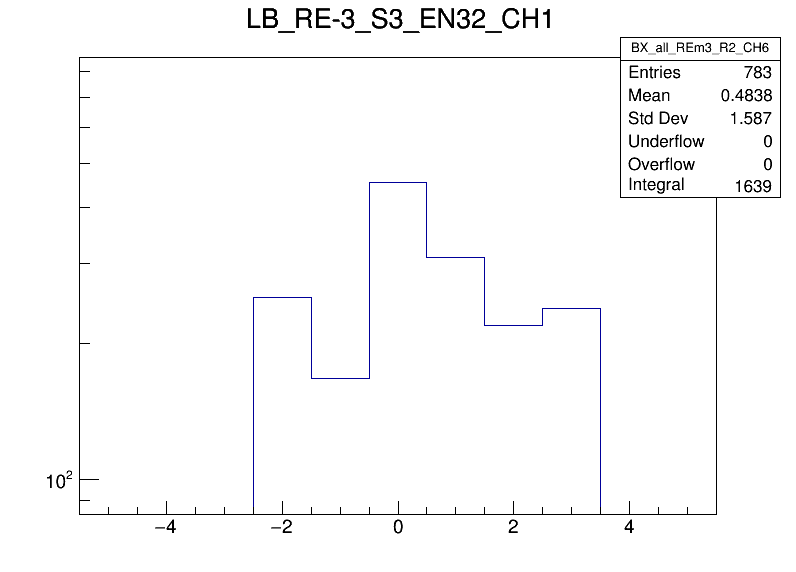 LB_RE-3_S3_EN32_CH1
BX_all_REm3_R2_CH6
Entries 783
Mean 0.4838
Std Dev 1.587
Underflow 0
Overflow 0
Integral 1639
10²
−4 −2 0 2 4